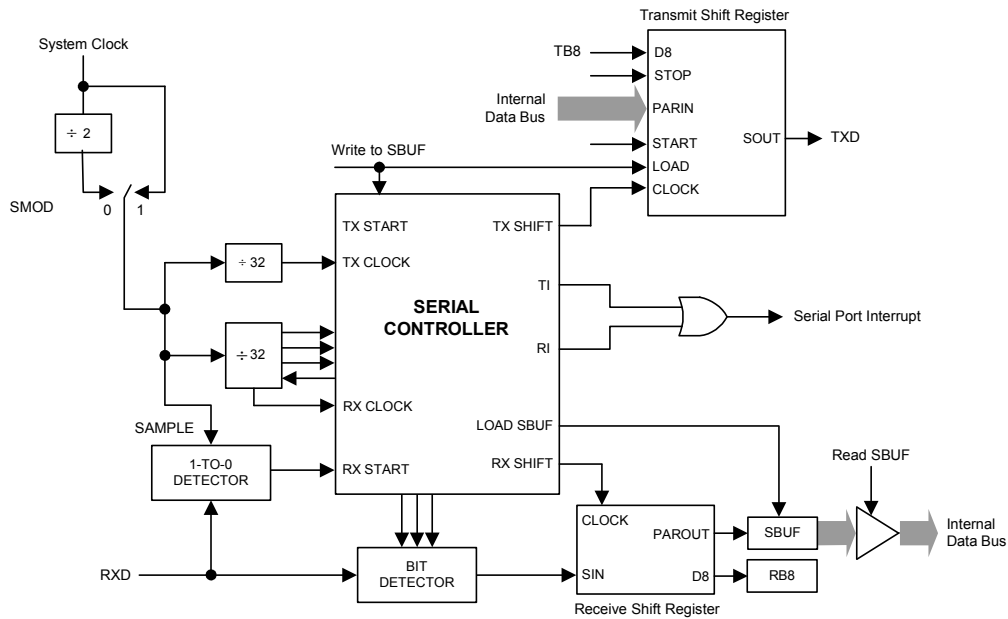 Transmit Shift Register
System Clock
TB8
D8
STOP
Internal
Data Bus
PARIN
÷ 2
SOUT
TXD
START
Write to SBUF
LOAD
CLOCK
SMOD
0
1
TX START
TX SHIFT
÷ 32
TX CLOCK
TI
SERIAL
CONTROLLER
Serial Port Interrupt
÷ 32
RI
RX CLOCK
SAMPLE
LOAD SBUF
1-TO-0
DETECTOR
RX START
RX SHIFT
Read SBUF
CLOCK
PAROUT
SBUF
Internal
Data Bus
RXD
BIT
DETECTOR
SIN
D8
RB8
Receive Shift Register